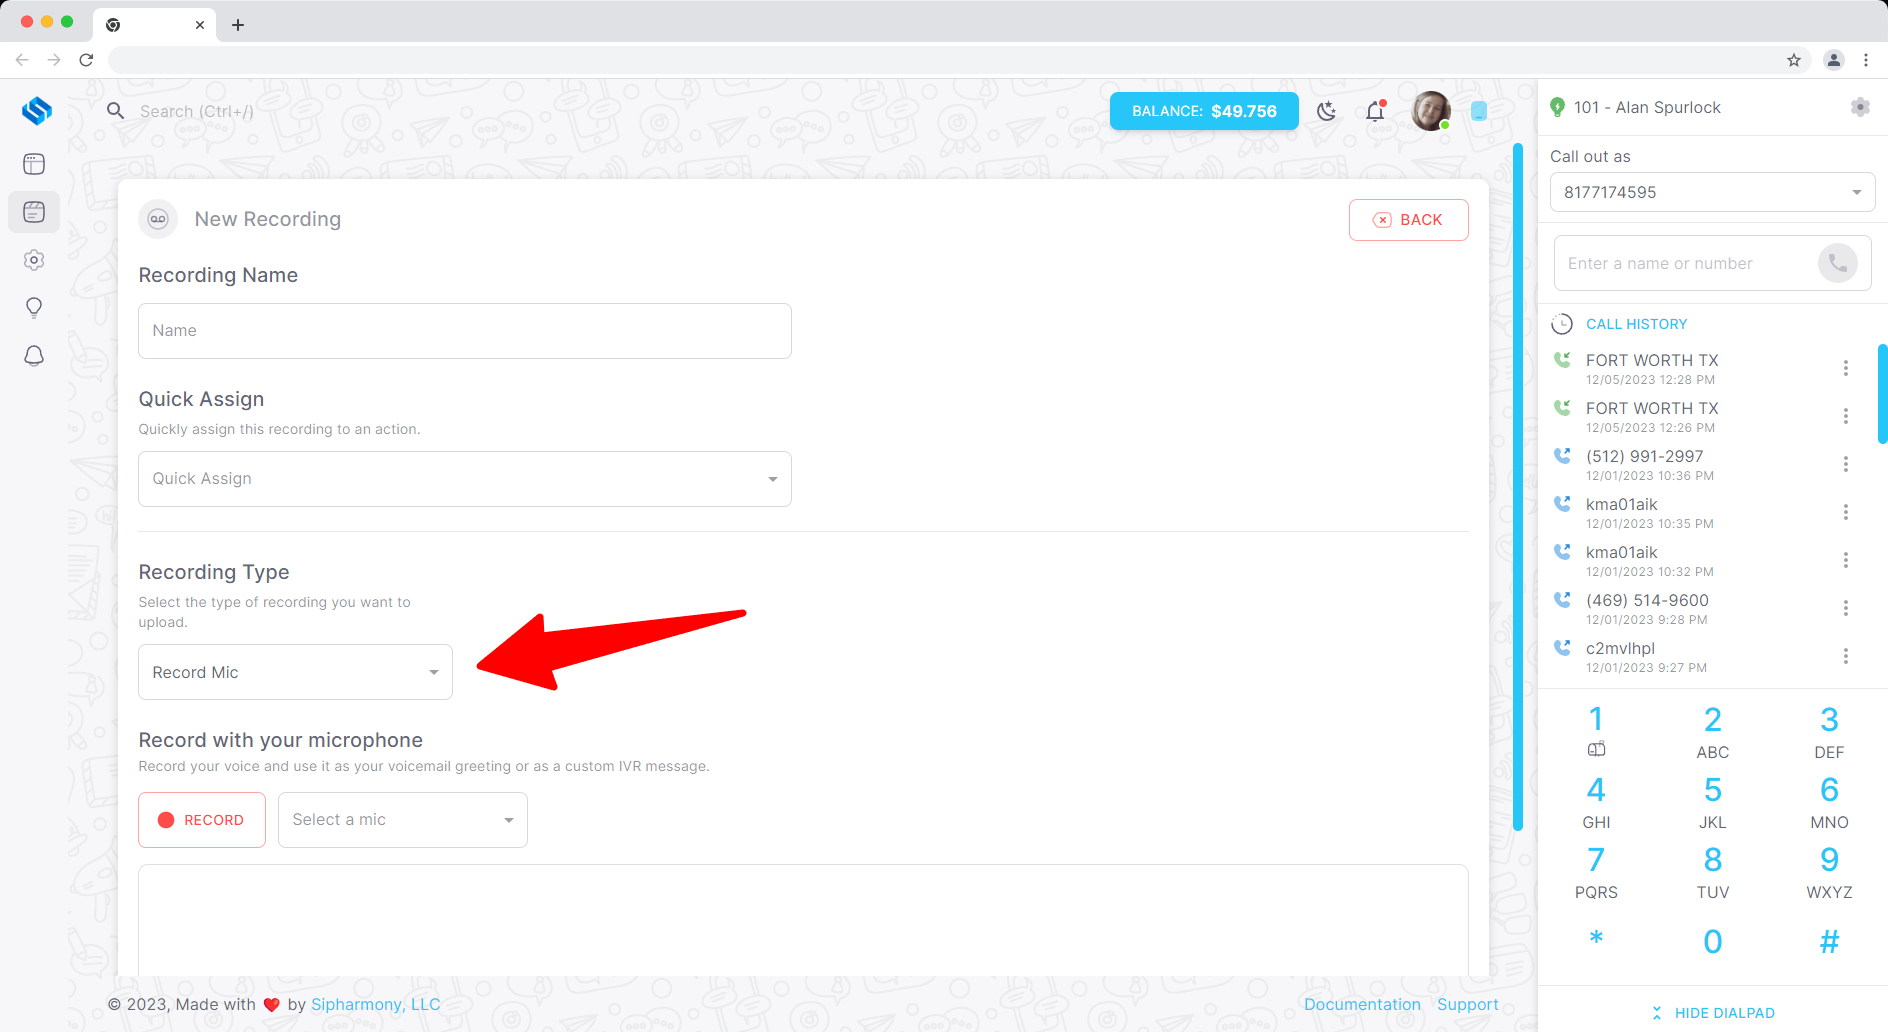 Search (Ctrl+/)
BALANCE: $49.756
New Recording
BACK
Recording Name
Name
Quick Assign
Quickly assign this recording to an action.
Quick Assign
Recording Type
Select the type of recording you want to
upload.
Record Mic
Record with your microphone
Record your voice and use it as your voicemail greeting or as a custom IVR message.
RECORD
Select a mic
© 2023, Made with ❤️ by Sipharmony, LLC
Documentation Support
101 - Alan Spurlock
Call out as
8177174595
Enter a name or number
CALL HISTORY
FORT WORTH TX
12/05/2023 12:28 PM
FORT WORTH TX
12/05/2023 12:26 PM
(512) 991-2997
12/01/2023 10:36 PM
kma01aik
12/01/2023 10:35 PM
kma01aik
12/01/2023 10:32 PM
(469) 514-9600
12/01/2023 9:28 PM
c2mvlhpl
12/01/2023 9:27 PM
1 2 3
ABC DEF
4 5 6
GHI JKL MNO
7 8 9
PQRS TUV WXYZ
* 0 #
HIDE DIALPAD